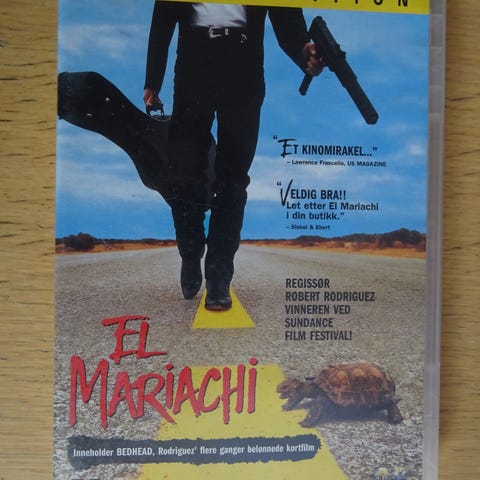 "ET KINOMIRAKEL..."
– Lawrence Frascella, US MAGAZINE
"VELDIG BRA!!
Let etter El Mariachi
i din butikk."
– Siskel & Ebert
REGISSØR
ROBERT RODRIGUEZ
VINNEREN VED
SUNDANCE
FILM FESTIVAL!
EL
MARIACHI
Inneholder BEDHEAD, Rodriguez' flere ganger belønnede kortfilm